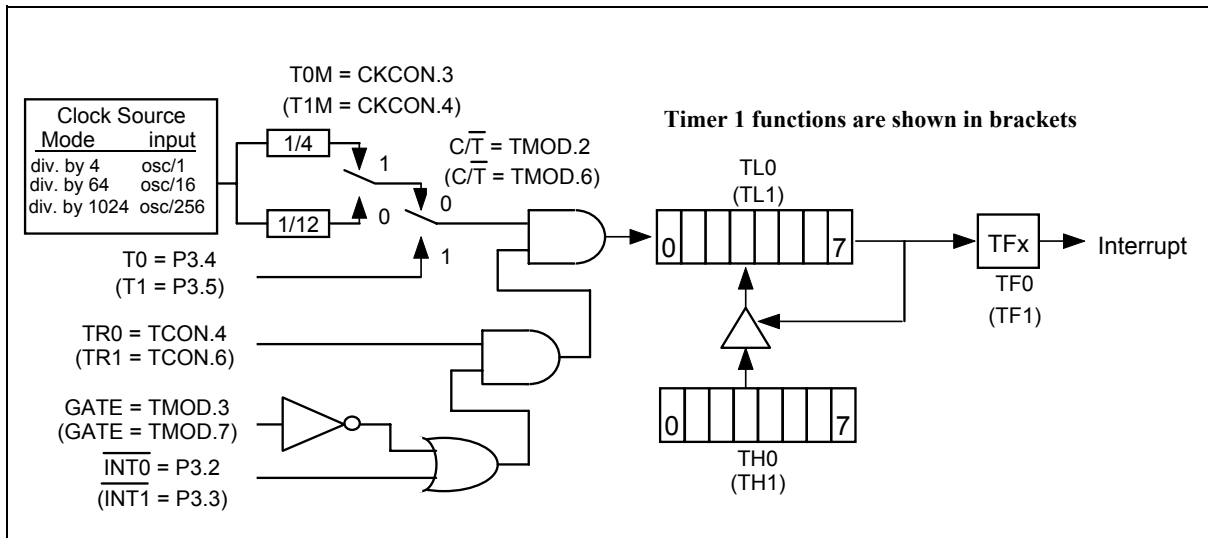 T0M = CKCON.3
(T1M = CKCON.4)
Clock Source
Mode input
div. by 4 osc/1
div. by 64 osc/16
div. by 1024 osc/256
1/4
1/12
1
0
C/T̅ = TMOD.2
(C/T̅ = TMOD.6)
0
1
T0 = P3.4
(T1 = P3.5)
TR0 = TCON.4
(TR1 = TCON.6)
GATE = TMOD.3
(GATE = TMOD.7)
I̅N̅T̅0̅ = P3.2
(I̅N̅T̅1̅ = P3.3)
Timer 1 functions are shown in brackets
TL0
(TL1)
0 7
TFx
Interrupt
TF0
(TF1)
0 7
TH0
(TH1)